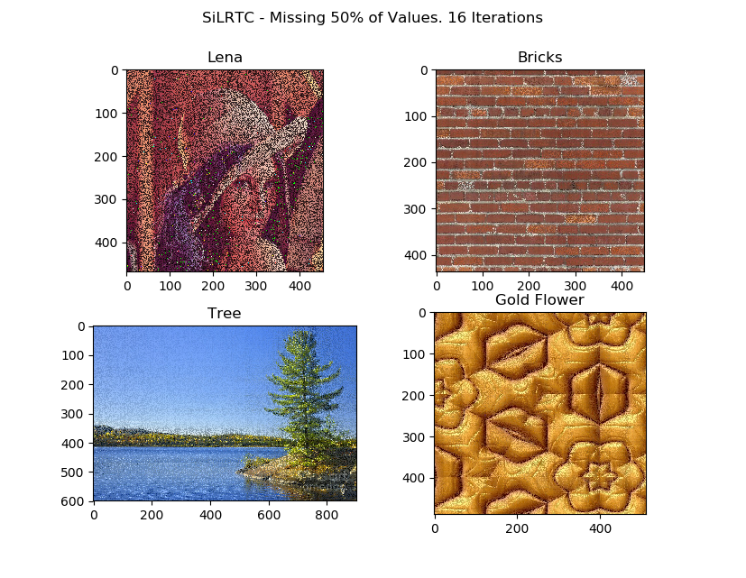 SiLRTC - Missing 50% of Values. 16 Iterations
Lena
0
100
200
300
400
0 100 200 300 400
Bricks
0
100
200
300
400
0 100 200 300 400
Tree
0
100
200
300
400
500
600
0 200 400 600 800
Gold Flower
0
100
200
300
400
0 200 400